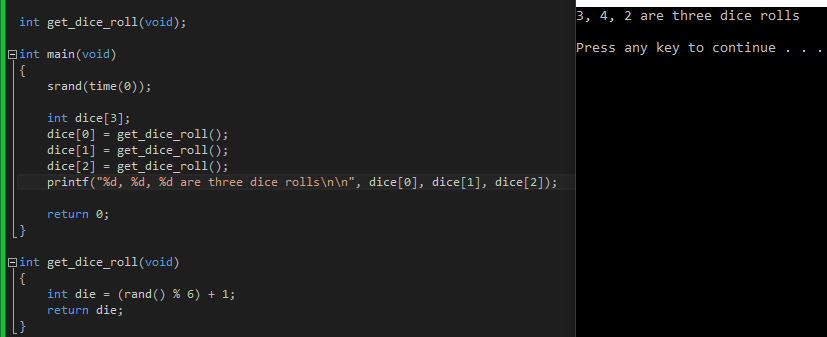 int get_dice_roll(void);
int main(void)
{
srand(time(0));
int dice[3];
dice[0] = get_dice_roll();
dice[1] = get_dice_roll();
dice[2] = get_dice_roll();
printf("%d, %d, %d are three dice rolls\n\n", dice[0], dice[1], dice[2]);
return 0;
}
int get_dice_roll(void)
{
int die = (rand() % 6) + 1;
return die;
}
3, 4, 2 are three dice rolls
Press any key to continue . . .